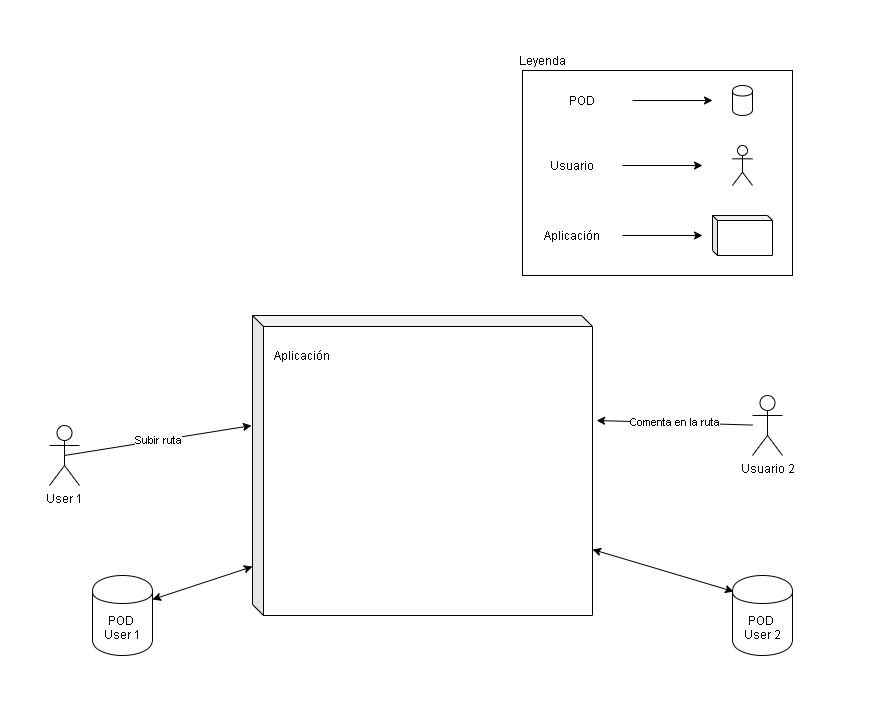 Leyenda
POD
Usuario
Aplicación
Aplicación
Subir ruta
Comenta en la ruta
User 1
Usuario 2
POD
User 1
POD
User 2